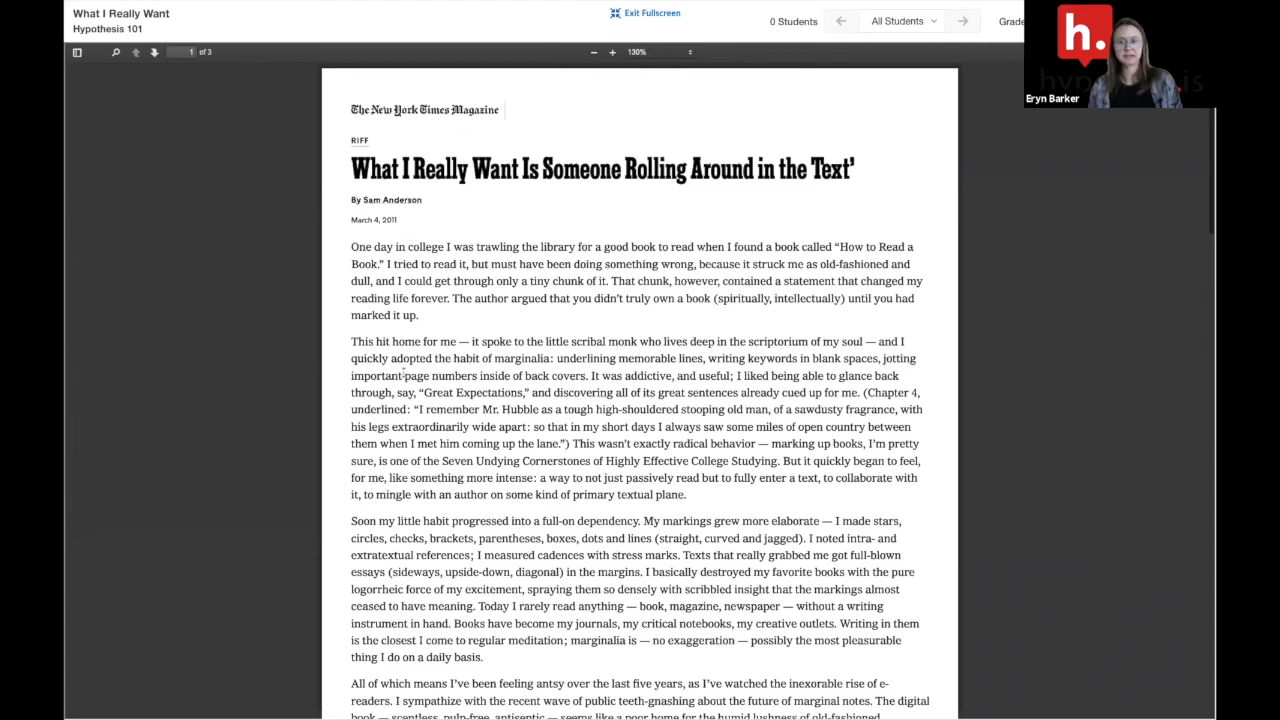 What I Really Want
Hypothesis 101
Exit Fullscreen
0 Students
All Students
Grade
1 of 3
130%
h.
Eryn Barker
The New York Times Magazine
RIFF
What I Really Want Is Someone Rolling Around in the Text’
By Sam Anderson
March 4, 2011
One day in college I was trawling the library for a good book to read when I found a book called “How to Read a
Book.” I tried to read it, but must have been doing something wrong, because it struck me as old-fashioned and
dull, and I could get through only a tiny chunk of it. That chunk, however, contained a statement that changed my
reading life forever. The author argued that you didn’t truly own a book (spiritually, intellectually) until you had
marked it up.
This hit home for me — it spoke to the little scribal monk who lives deep in the scriptorium of my soul — and I
quickly adopted the habit of marginalia: underlining memorable lines, writing keywords in blank spaces, jotting
important page numbers inside of back covers. It was addictive, and useful; I liked being able to glance back
through, say, “Great Expectations,” and discovering all of its great sentences already cued up for me. (Chapter 4,
underlined: “I remember Mr. Hubble as a tough high-shouldered stooping old man, of a sawdusty fragrance, with
his legs extraordinarily wide apart: so that in my short days I always saw some miles of open country between
them when I met him coming up the lane.”) This wasn’t exactly radical behavior — marking up books, I’m pretty
sure, is one of the Seven Undying Cornerstones of Highly Effective College Studying. But it quickly began to feel,
for me, like something more intense: a way to not just passively read but to fully enter a text, to collaborate with
it, to mingle with an author on some kind of primary textual plane.
Soon my little habit progressed into a full-on dependency. My markings grew more elaborate — I made stars,
circles, checks, brackets, parentheses, boxes, dots and lines (straight, curved and jagged). I noted intra- and
extratextual references; I measured cadences with stress marks. Texts that really grabbed me got full-blown
essays (sideways, upside-down, diagonal) in the margins. I basically destroyed my favorite books with the pure
logorrheic force of my excitement, spraying them so densely with scribbled insight that the markings almost
ceased to have meaning. Today I rarely read anything — book, magazine, newspaper — without a writing
instrument in hand. Books have become my journals, my critical notebooks, my creative outlets. Writing in them
is the closest I come to regular meditation; marginalia is — no exaggeration — possibly the most pleasurable
thing I do on a daily basis.
All of which means I’ve been feeling antsy over the last five years, as I’ve watched the inexorable rise of e-
readers. I sympathize with the recent wave of public teeth-gnashing about the future of marginal notes. The digital
book — scentless, pulp-free, antiseptic — seems like a poor home for the humid lushness of old-fashioned